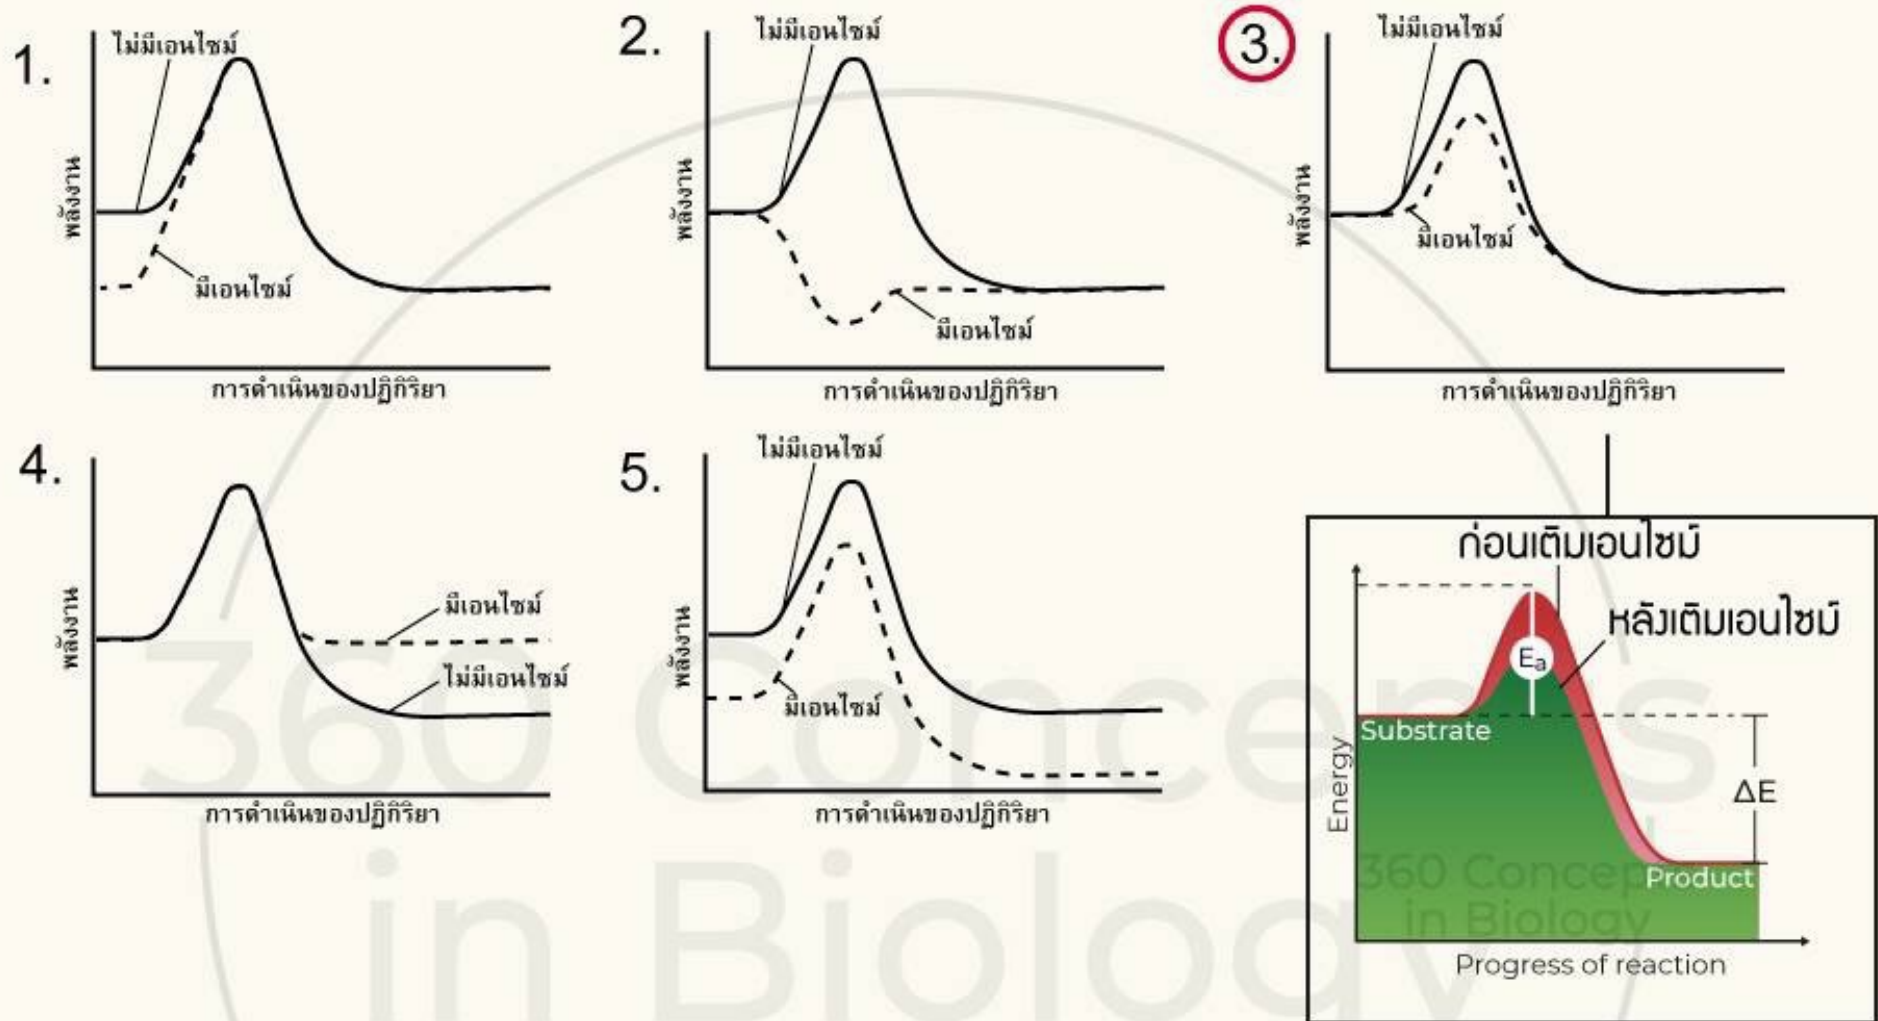 1.
ไม่มีเอนไซม์
พลังงาน
มีเอนไซม์
การดำเนินของปฏิกิริยา
2.
ไม่มีเอนไซม์
พลังงาน
มีเอนไซม์
การดำเนินของปฏิกิริยา
3.
ไม่มีเอนไซม์
พลังงาน
มีเอนไซม์
การดำเนินของปฏิกิริยา
4.
พลังงาน
มีเอนไซม์
ไม่มีเอนไซม์
การดำเนินของปฏิกิริยา
5.
ไม่มีเอนไซม์
พลังงาน
มีเอนไซม์
การดำเนินของปฏิกิริยา
ก่อนเติมเอนไซม์
หลังเติมเอนไซม์
Ea
Substrate
Energy
ΔE
Product
Progress of reaction
360 Concepts
in Biology
360 Concepts
in Biology